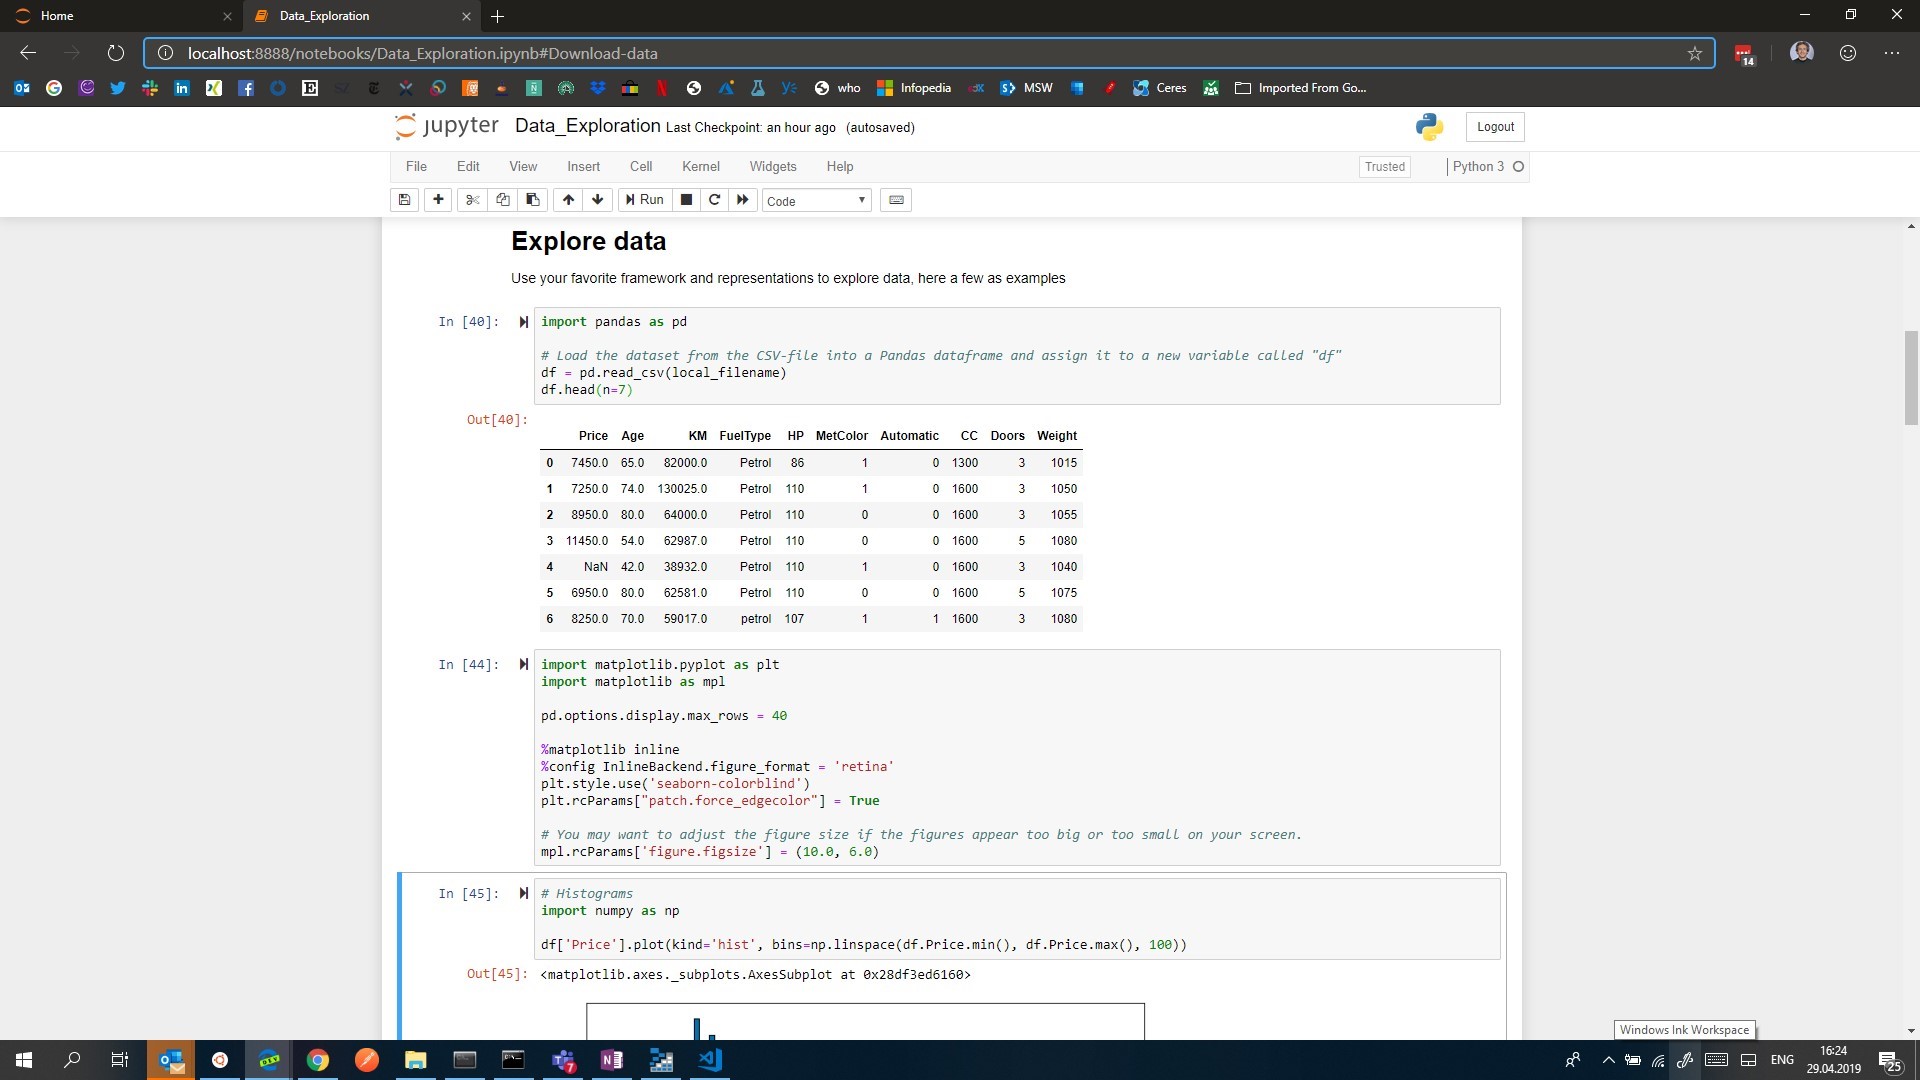 Home
Data_Exploration
localhost:8888/notebooks/Data_Exploration.ipynb#Download-data
14
who
Infopedia
MSW
Ceres
Imported From Go...
jupyter
Data_Exploration Last Checkpoint: an hour ago (autosaved)
Logout
File Edit View Insert Cell Kernel Widgets Help
Trusted
Python 3
Run
Code
Explore data
Use your favorite framework and representations to explore data, here a few as examples
In [40]:
import pandas as pd
# Load the dataset from the CSV-file into a Pandas dataframe and assign it to a new variable called "df"
df = pd.read_csv(local_filename)
df.head(n=7)
Out[40]:
Price Age KM FuelType HP MetColor Automatic CC Doors Weight
0 7450.0 65.0 82000.0 Petrol 86 1 0 1300 3 1015
1 7250.0 74.0 130025.0 Petrol 110 1 0 1600 3 1050
2 8950.0 80.0 64000.0 Petrol 110 0 0 1600 3 1055
3 11450.0 54.0 62987.0 Petrol 110 0 0 1600 5 1080
4 NaN 42.0 38932.0 Petrol 110 1 0 1600 3 1040
5 6950.0 80.0 62581.0 Petrol 110 0 0 1600 5 1075
6 8250.0 70.0 59017.0 petrol 107 1 1 1600 3 1080
In [44]:
import matplotlib.pyplot as plt
import matplotlib as mpl
pd.options.display.max_rows = 40
%matplotlib inline
%config InlineBackend.figure_format = 'retina'
plt.style.use('seaborn-colorblind')
plt.rcParams["patch.force_edgecolor"] = True
# You may want to adjust the figure size if the figures appear too big or too small on your screen.
mpl.rcParams['figure.figsize'] = (10.0, 6.0)
In [45]:
# Histograms
import numpy as np
df['Price'].plot(kind='hist', bins=np.linspace(df.Price.min(), df.Price.max(), 100))
Out[45]: <matplotlib.axes._subplots.AxesSubplot at 0x28df3ed6160>
Windows Ink Workspace
ENG
16:24
29.04.2019
25
7